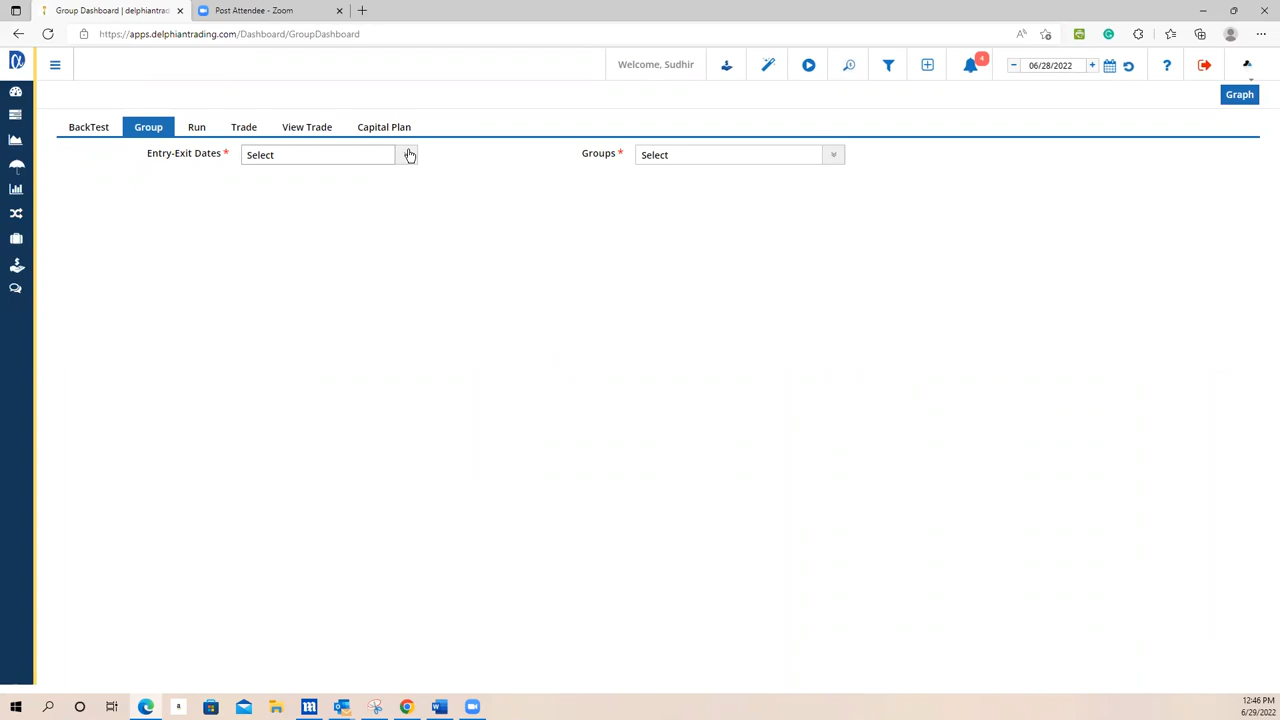 Group Dashboard | delphiantrad
Post Attendee - Zoom
https://apps.delphiantrading.com/Dashboard/GroupDashboard
Welcome, Sudhir
4
06/28/2022
Graph
BackTest
Group
Run
Trade
View Trade
Capital Plan
Entry-Exit Dates *
Select
Groups *
Select
12:46 PM
6/29/2022